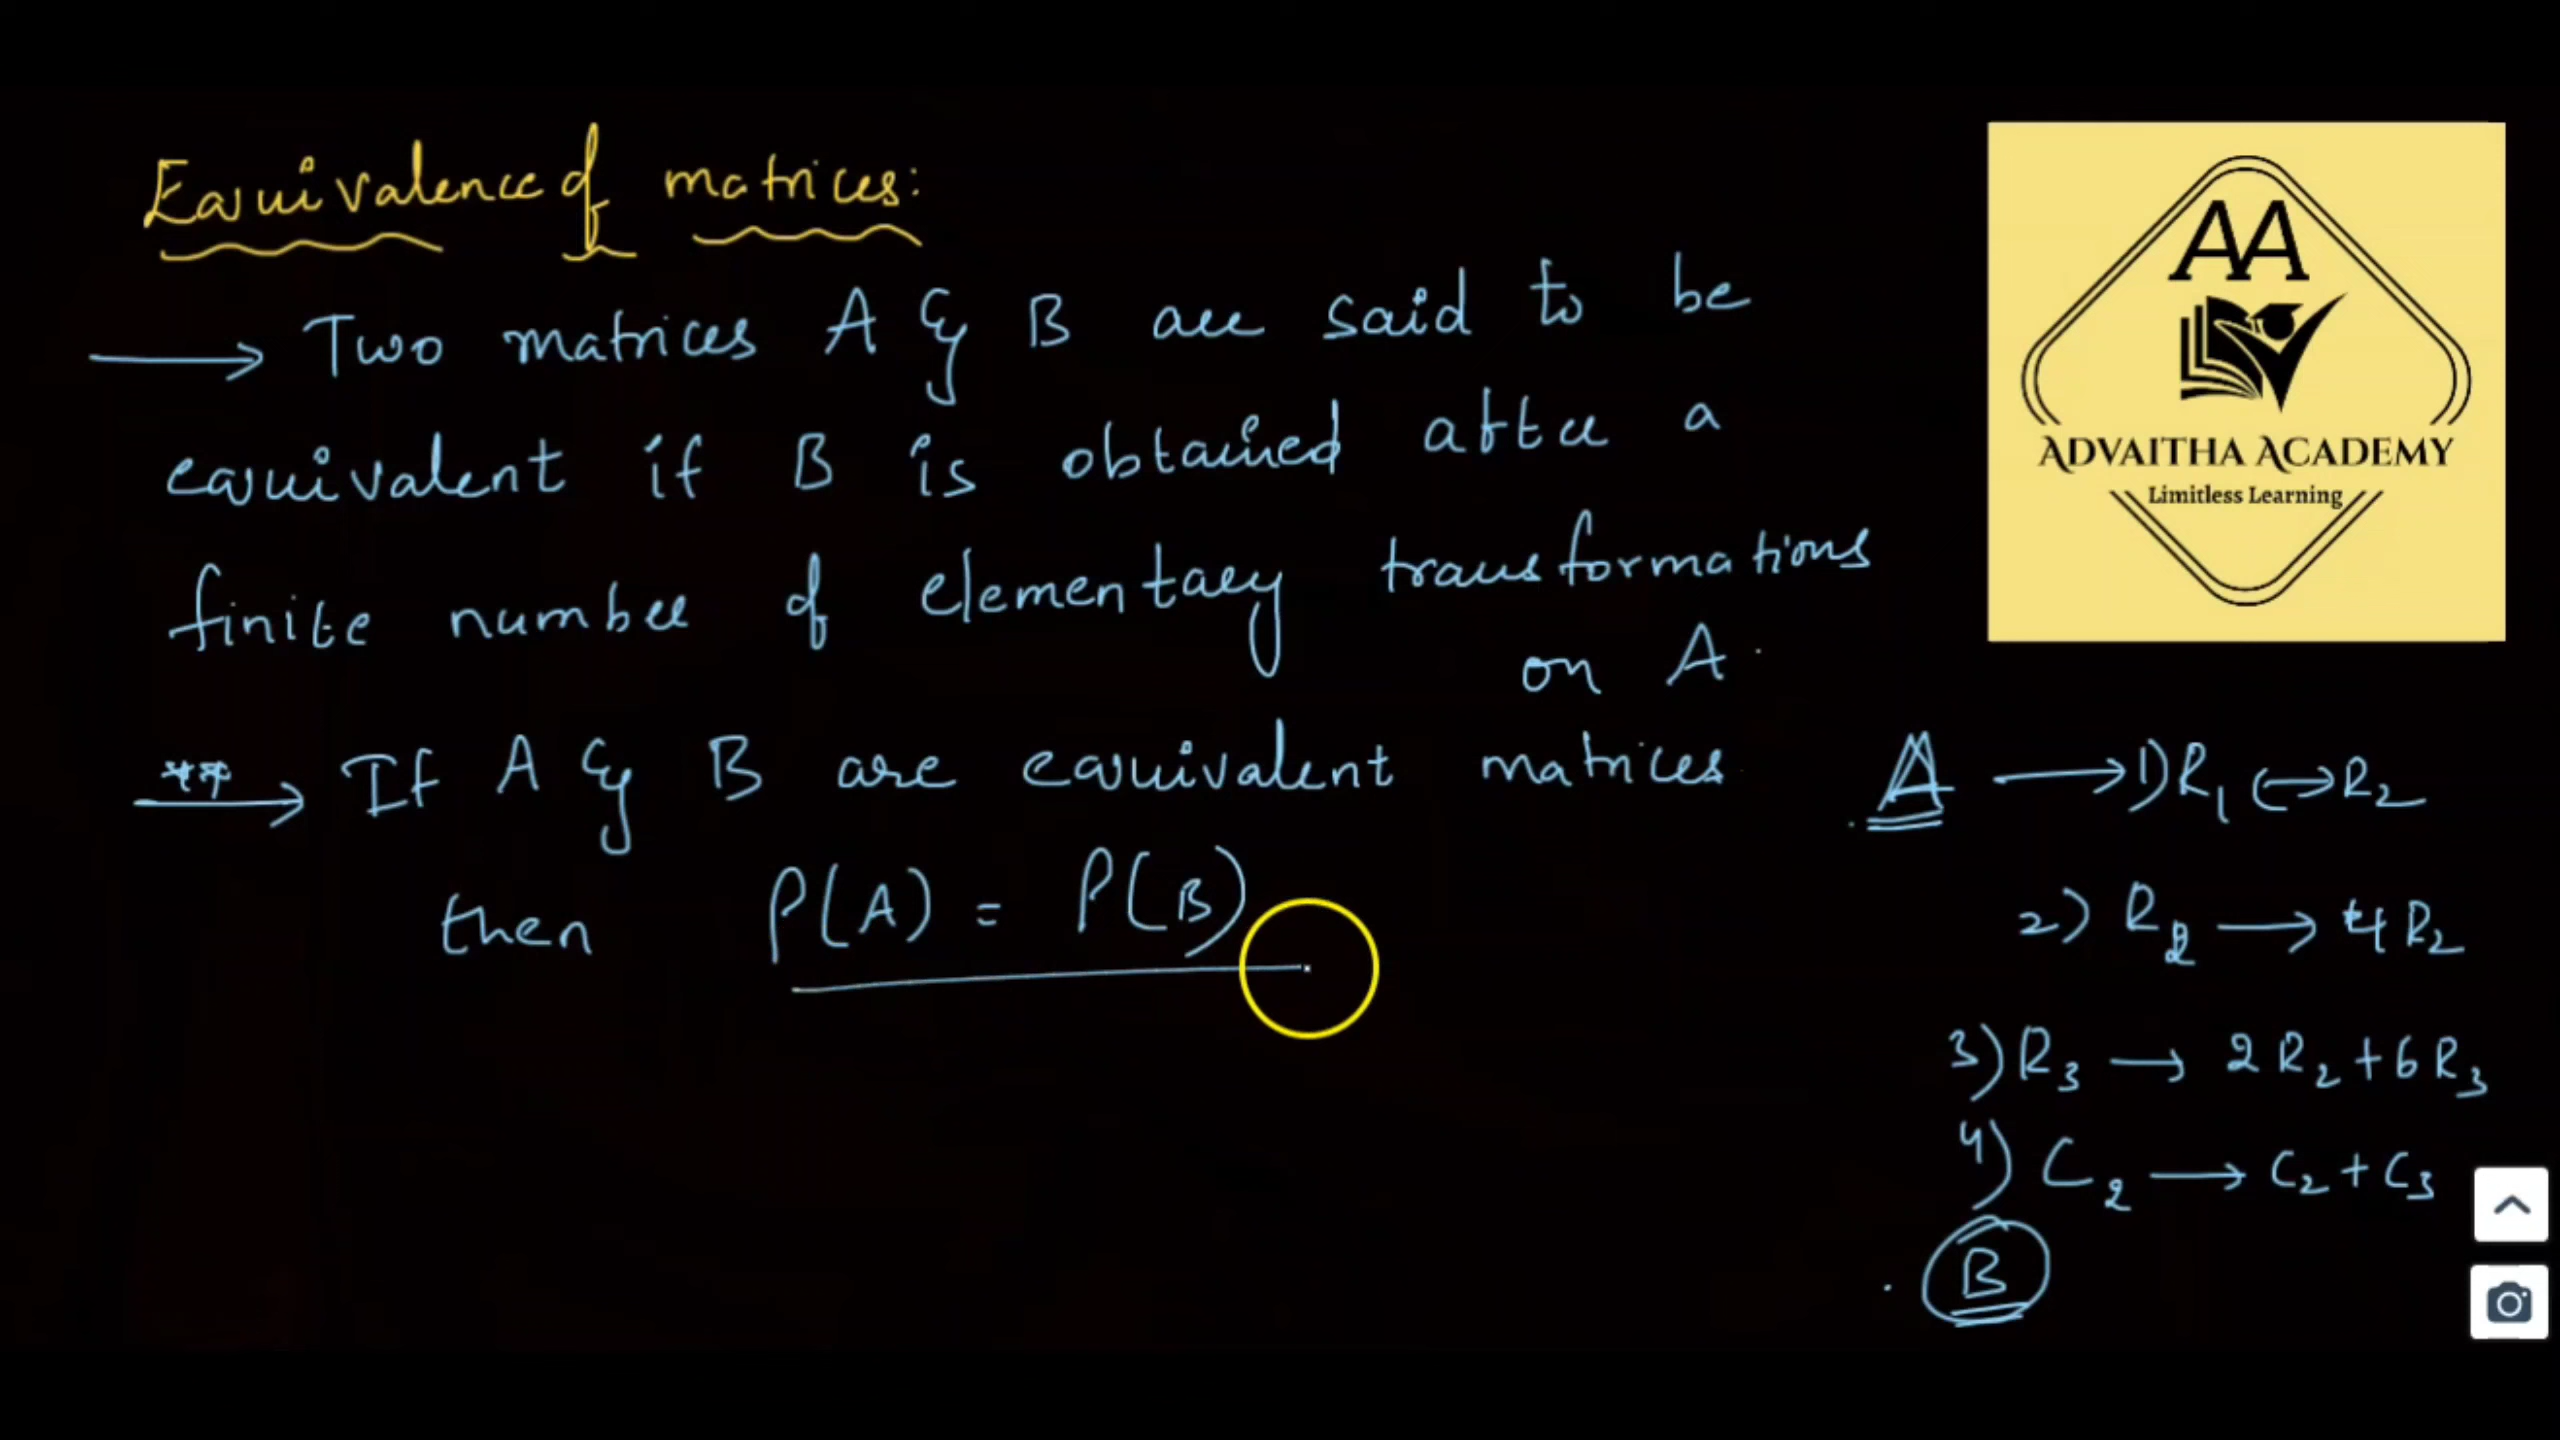 Equivalence of matrices:
→ Two matrices A & B are said to be
equivalent if B is obtained after a
finite number of elementary transformations
on A.
** → If A & B are equivalent matrices
then ρ(A) = ρ(B)
AA
ADVAITHA ACADEMY
Limitless Learning
A → 1) R₁ ↔ R₂
2) R₂ → 4R₂
3) R₃ → 2R₂ + 6R₃
4) C₂ → C₂ + C₃
B